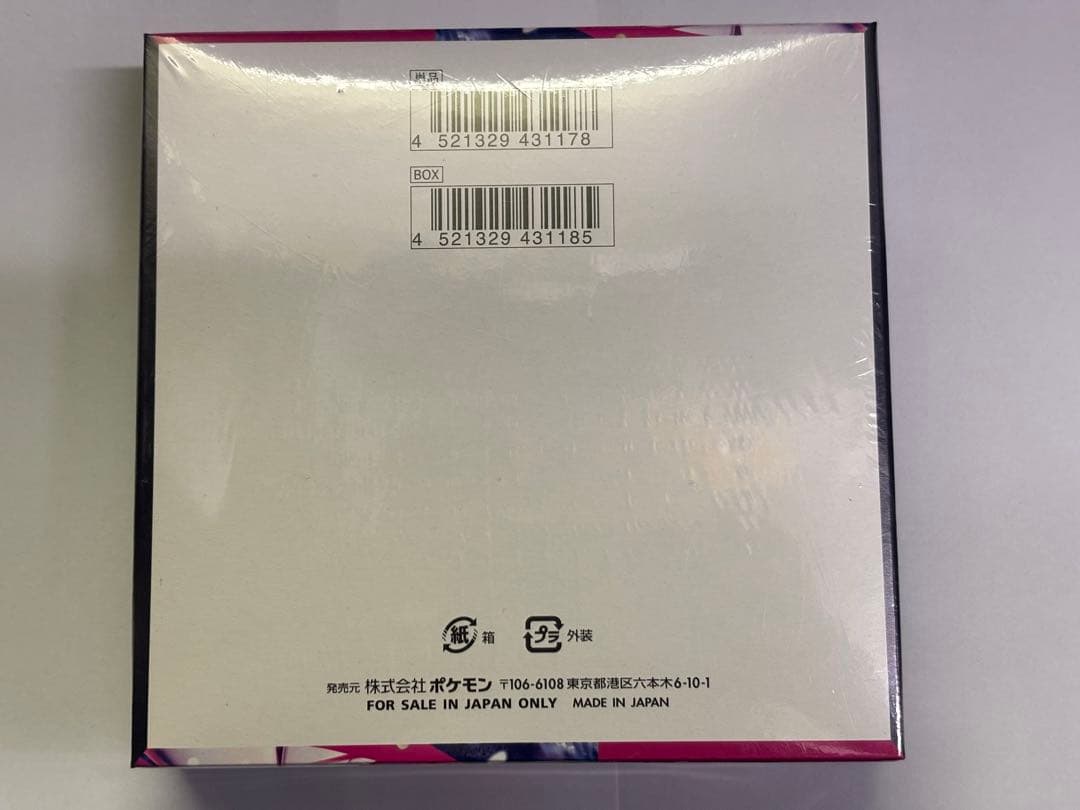 単品
4 521329 431178
BOX
4 521329 431185
紙 箱 プラ 外装
発売元 株式会社 ポケモン 〒106-6108 東京都港区六本木6-10-1
FOR SALE IN JAPAN ONLY MADE IN JAPAN